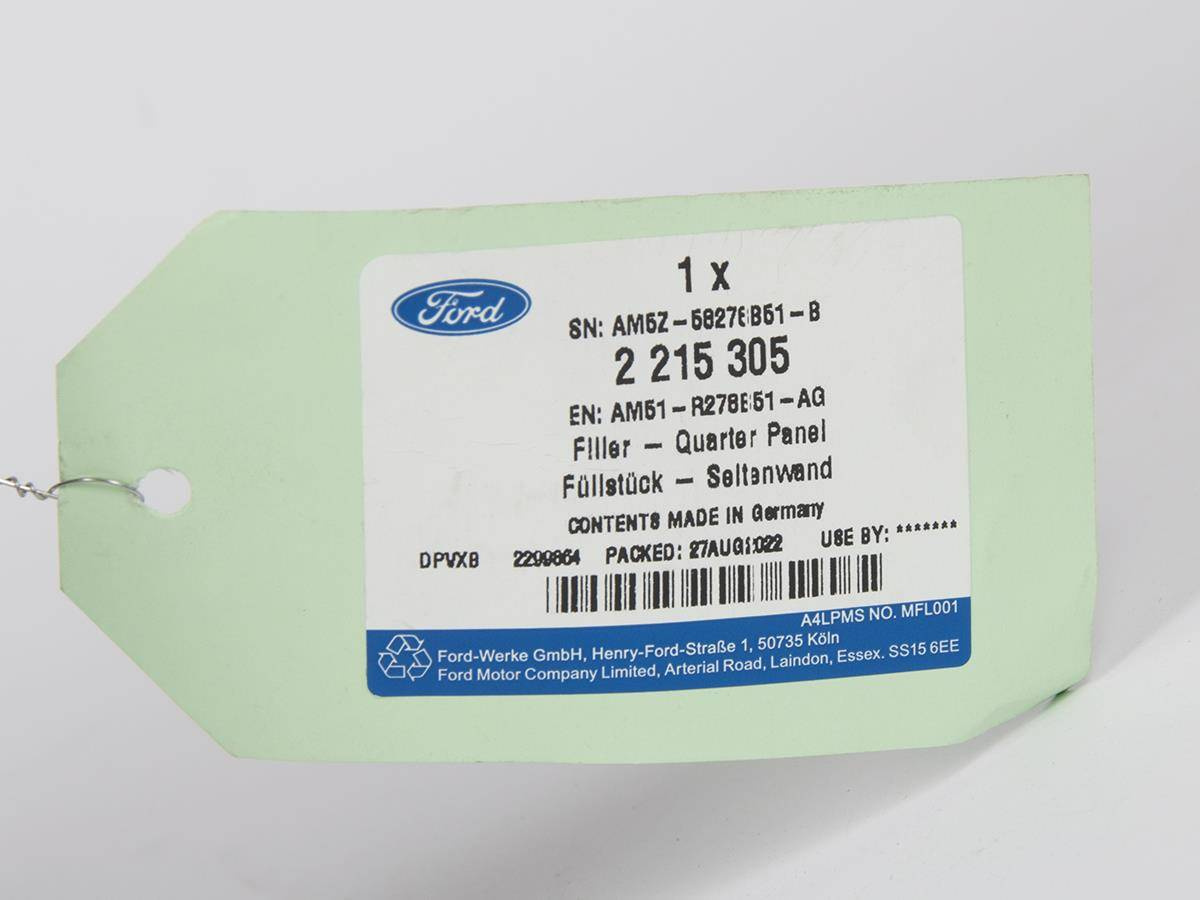 Ford
1 x
SN: AM5Z-58278B51-B
2 215 305
EN: AM51-R278B51-AG
Filler - Quarter Panel
Füllstück - Seitenwand
CONTENTS MADE IN Germany
DPVXB 2299864 PACKED: 27AUG2022 USE BY: *******
A4LPMS NO. MFL001
Ford-Werke GmbH, Henry-Ford-Straße 1, 50735 Köln
Ford Motor Company Limited, Arterial Road, Laindon, Essex. SS15 6EE